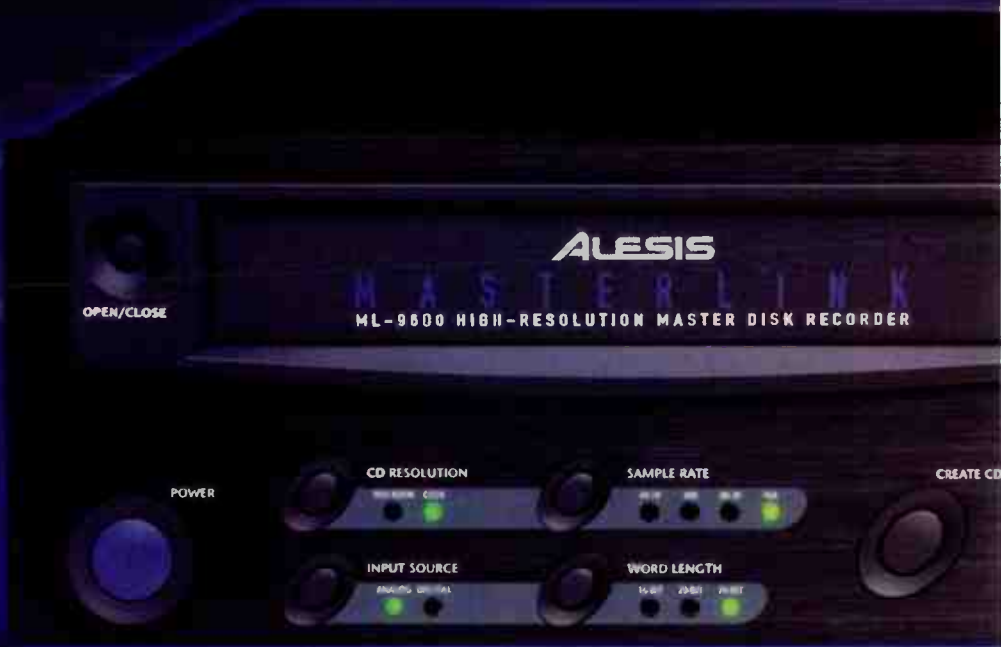 ALESIS
MASTERLINK
ML-9600 HIGH-RESOLUTION MASTER DISK RECORDER
OPEN/CLOSE
CD RESOLUTION
SAMPLE RATE
CREATE CD
POWER
INPUT SOURCE
WORD LENGTH
ANALOG DIGITAL
16-BIT 20-BIT 24-BIT